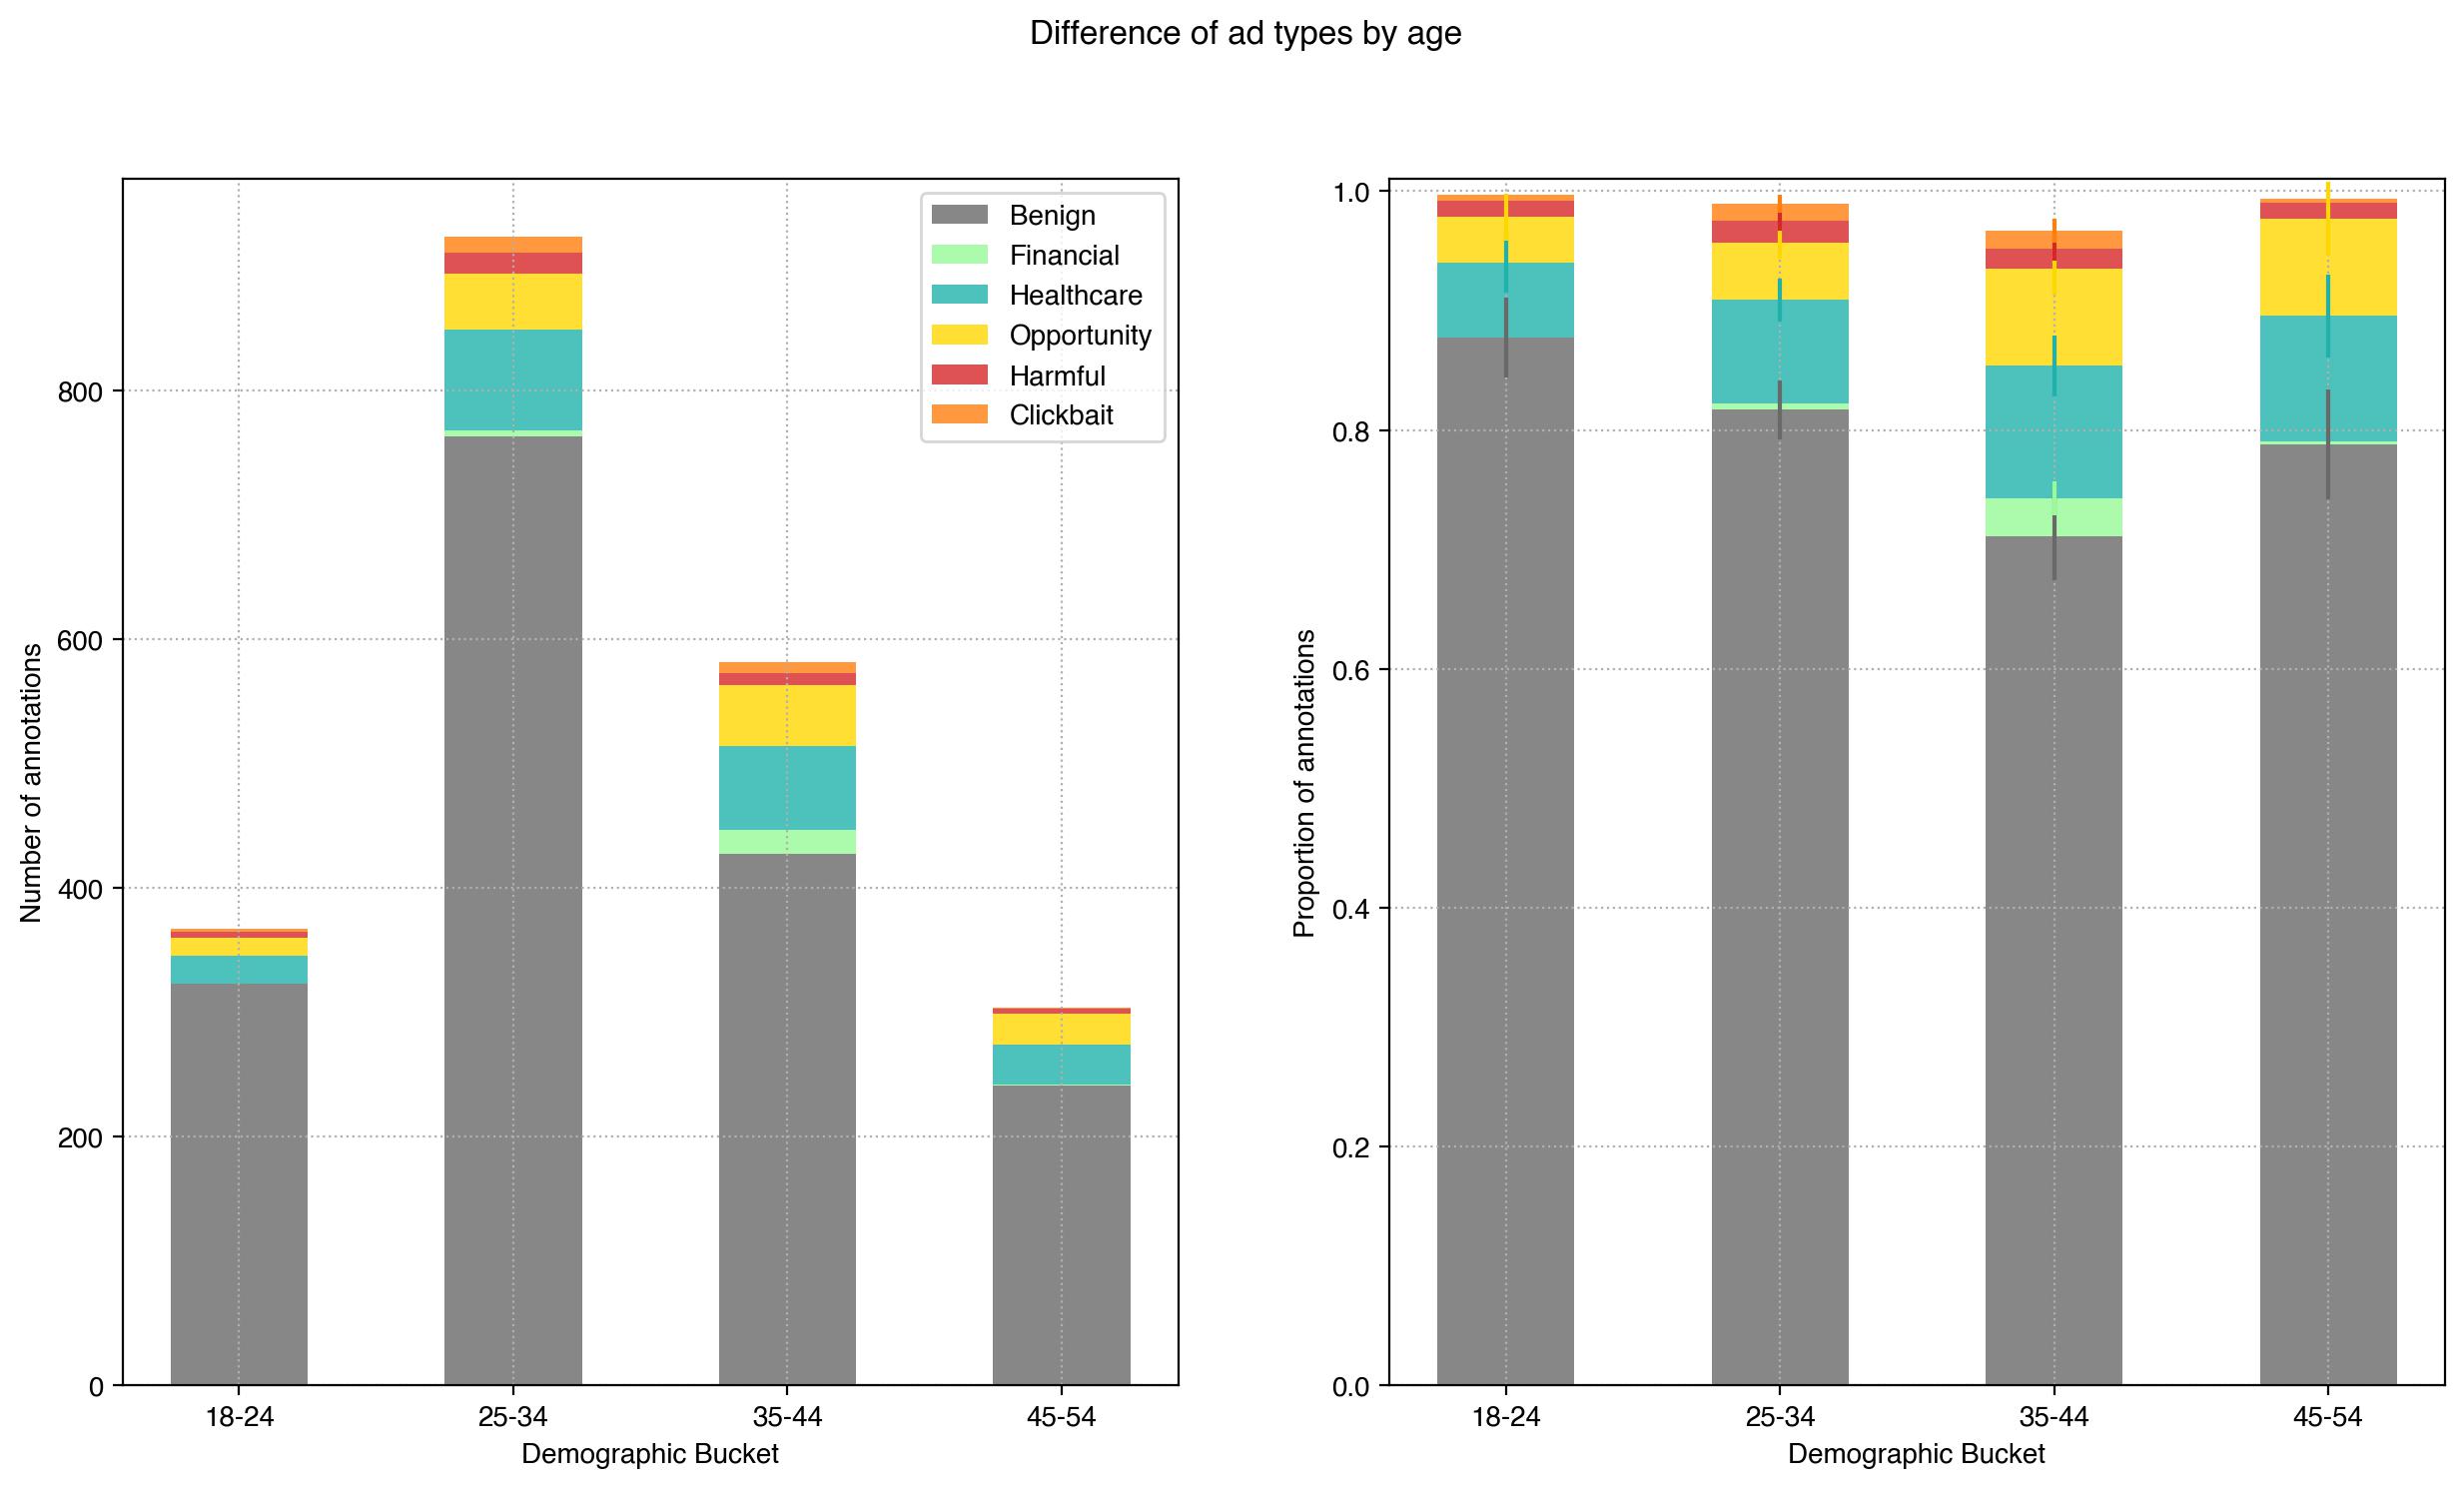 Difference of ad types by age
Number of annotations
800
600
400
200
0
18-24
25-34
35-44
45-54
Demographic Bucket
Benign
Financial
Healthcare
Opportunity
Harmful
Clickbait
Proportion of annotations
1.0
0.8
0.6
0.4
0.2
0.0
18-24
25-34
35-44
45-54
Demographic Bucket